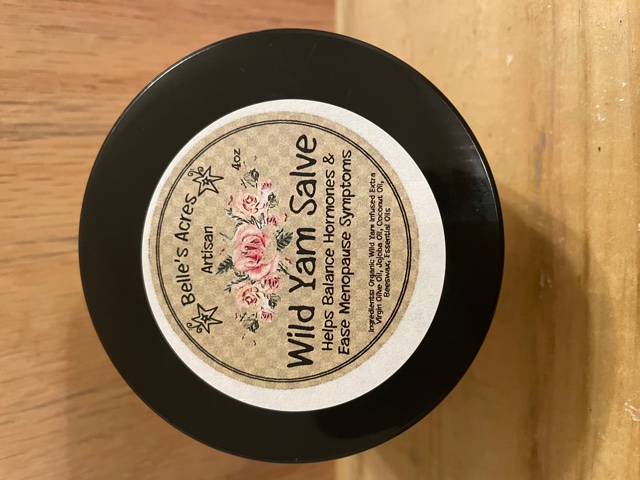 Belle's Acres
Artisan
4oz
Wild Yam Salve
Helps Balance Hormones &
Ease Menopause Symptoms
Ingredients: Organic Wild Yam Infused Extra
Virgin Olive Oil, Jojoba Oil, Coconut Oil,
Beeswax, Essential Oils